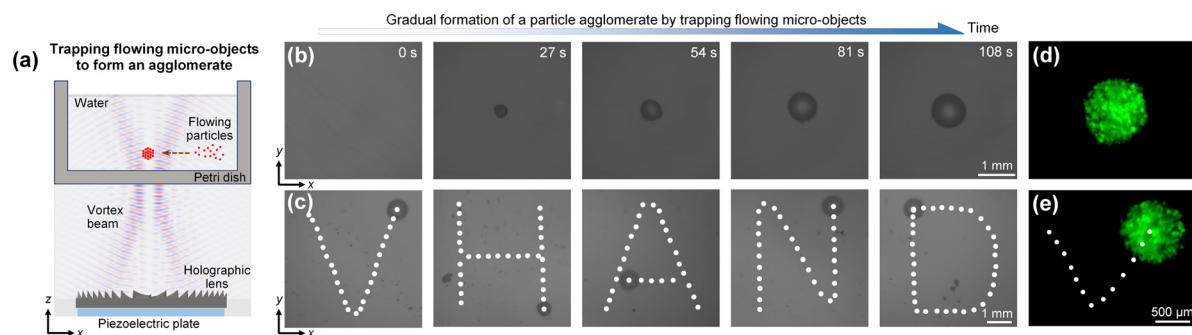 Gradual formation of a particle agglomerate by trapping flowing micro-objects
Time
(a)
Trapping flowing micro-objects
to form an agglomerate
Water
Flowing
particles
Petri dish
Vortex
beam
Holographic
lens
z
x
Piezoelectric plate
(b)
0 s
27 s
54 s
81 s
108 s
y
x
1 mm
(c)
V H A N D
y
x
1 mm
(d)
(e)
V
500 µm